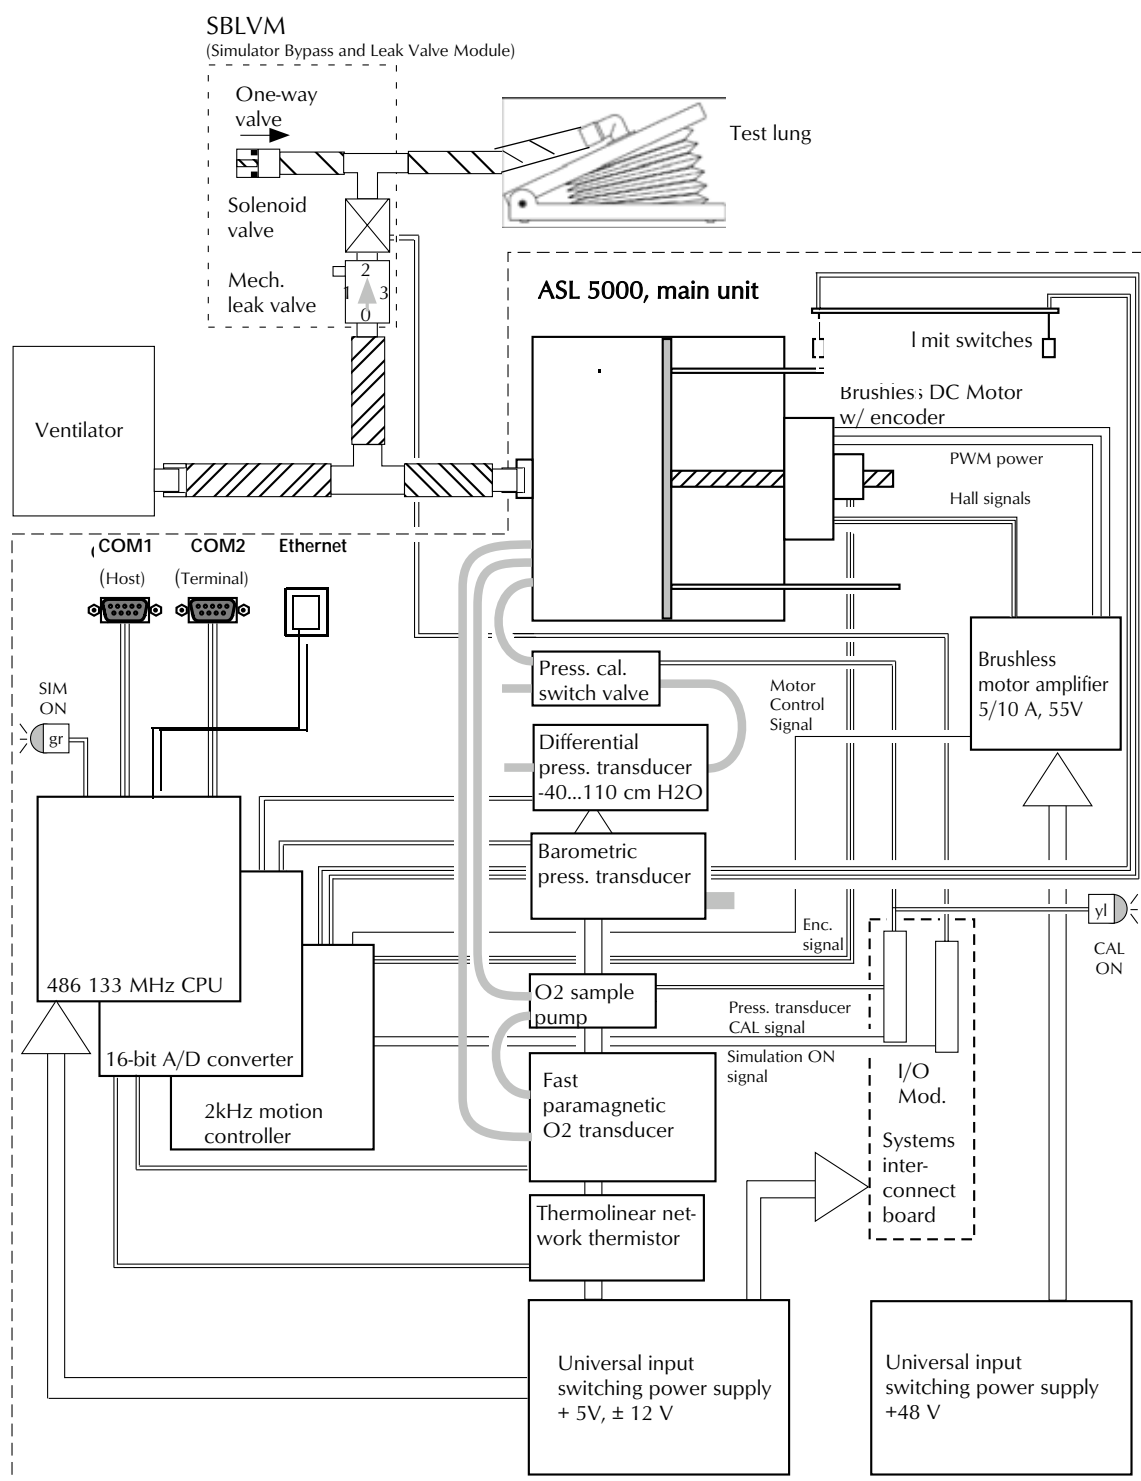 SBLVM
(Simulator Bypass and Leak Valve Module)
One-way
valve
Test lung
Solenoid
valve
Mech.
leak valve
2
1
3
0
ASL 5000, main unit
l mit switches
Brushless DC Motor
w/ encoder
PWM power
Hall signals
Ventilator
COM1
(Host)
COM2
(Terminal)
Ethernet
SIM
ON
gr
Press. cal.
switch valve
Motor
Control
Signal
Brushless
motor amplifier
5/10 A, 55V
Differential
press. transducer
-40...110 cm H2O
Barometric
press. transducer
Enc.
signal
yl
CAL
ON
486 133 MHz CPU
O2 sample
pump
Press. transducer
CAL signal
Simulation ON
signal
16-bit A/D converter
2kHz motion
controller
Fast
paramagnetic
O2 transducer
I/O
Mod.
Systems
inter-
connect
board
Thermolinear net-
work thermistor
Universal input
switching power supply
+ 5V, ± 12 V
Universal input
switching power supply
+48 V